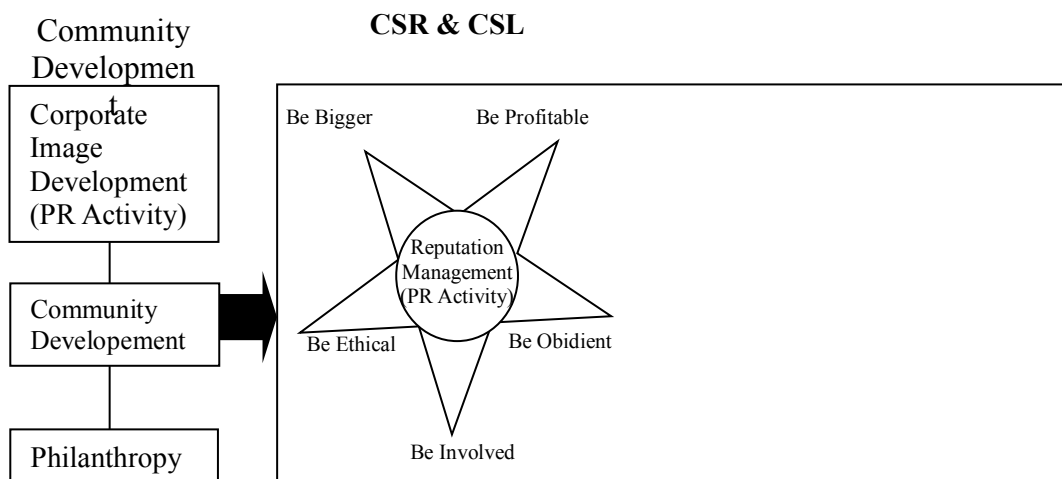 Community
Developmen
t
CSR & CSL
Corporate
Image
Development
(PR Activity)
Community
Developement
Philanthropy
Be Bigger
Be Profitable
Reputation
Management
(PR Activity)
Be Ethical
Be Obidient
Be Involved